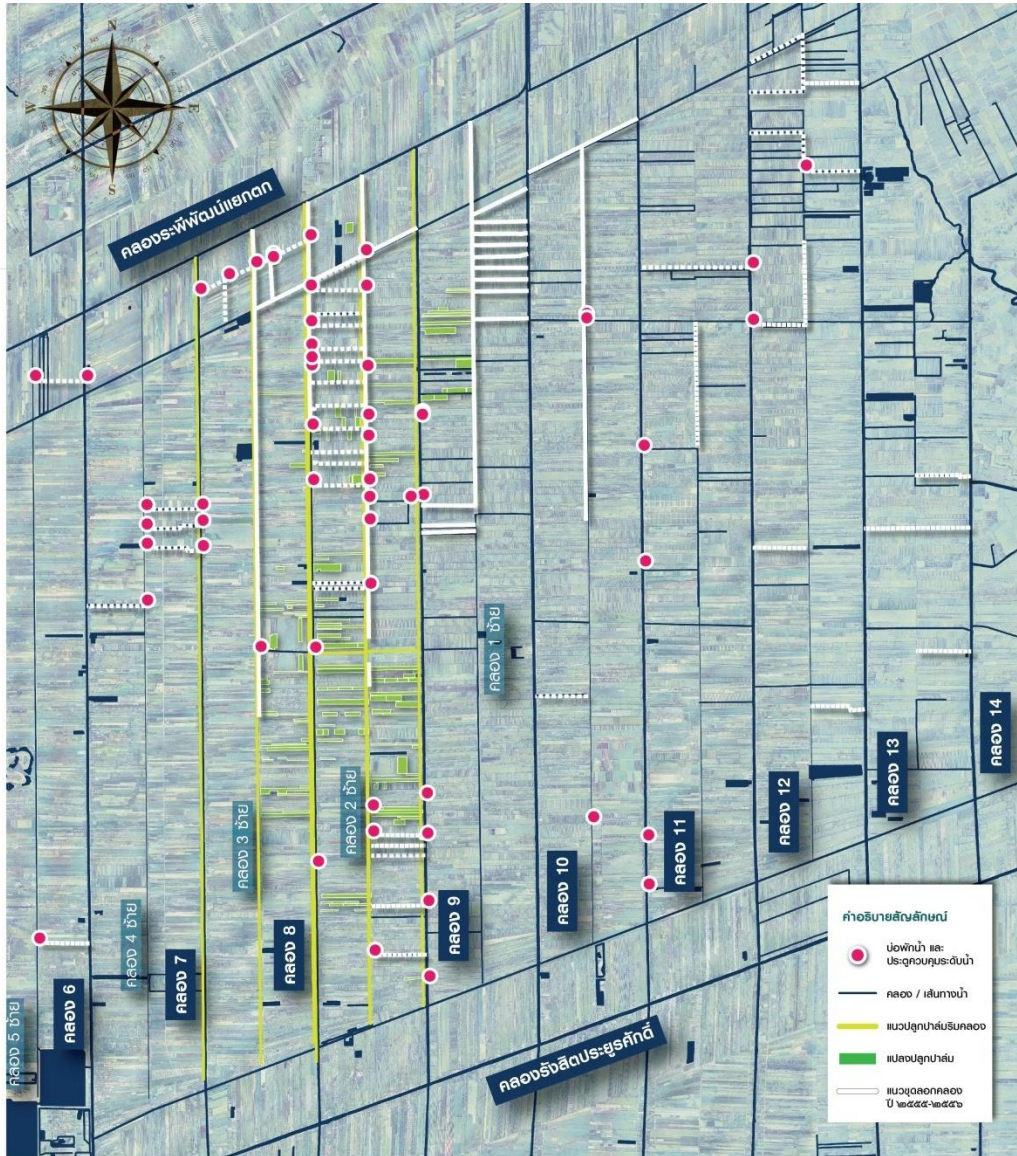 N
W
E
S
คลองระพีพัฒน์แยกตก
คลอง 1 ซ้าย
คลอง 14
คลอง 13
คลอง 12
คลอง 2 ซ้าย
คลอง 3 ซ้าย
คลอง 11
คลอง 10
คลอง 9
คลอง 4 ซ้าย
คลอง 8
คลอง 7
คลอง 6
คลอง 5 ซ้าย
คลองรังสิตประยูรศักดิ์
คำอธิบายสัญลักษณ์
บ่อพักน้ำ และ
ประตูควบคุมระดับน้ำ
คลอง / เส้นทางน้ำ
แนวปลูกปาล์มริมคลอง
แปลงปลูกปาล์ม
แนวขุดลอกคลอง
ปี ๒๕๕๕-๒๕๕๖